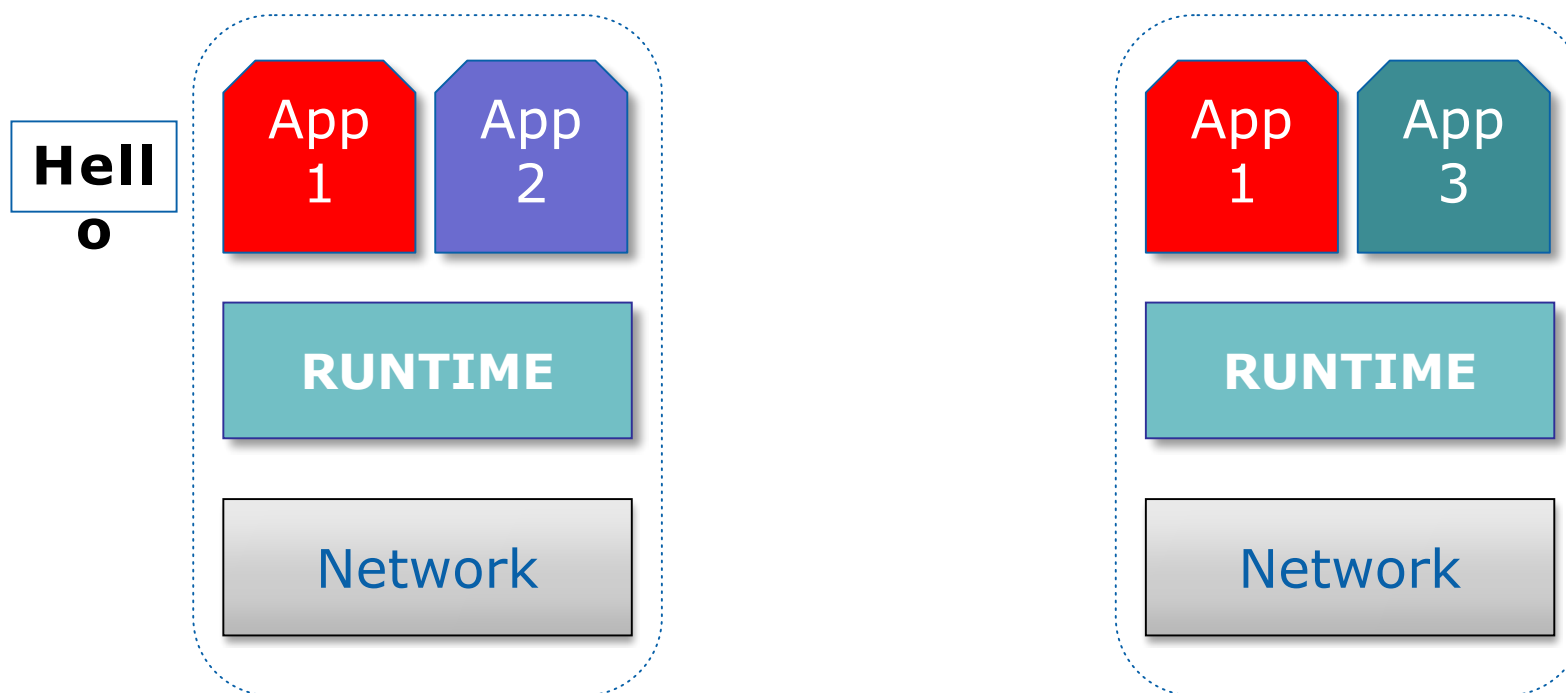 Hell
o
App
1
App
2
RUNTIME
Network
App
1
App
3
RUNTIME
Network